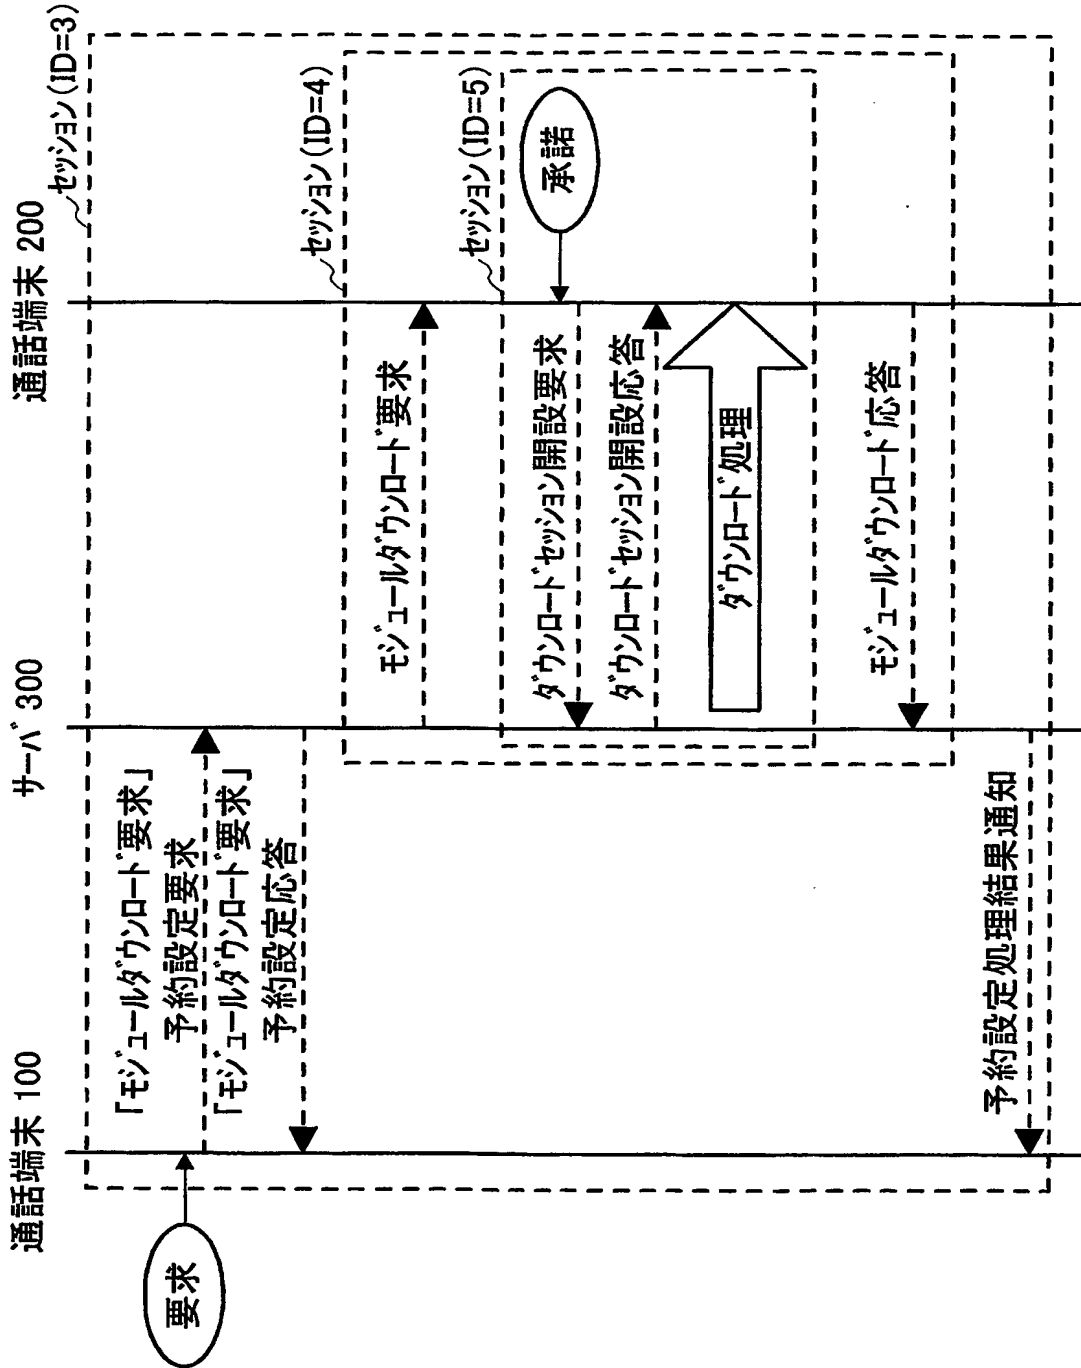 通話端末 100
サーバ 300
通話端末 200
セッション(ID=3)
要求
「モジュールダウンロード要求」
予約設定要求
「モジュールダウンロード要求」
予約設定応答
セッション(ID=4)
モジュールダウンロード要求
セッション(ID=5)
承諾
ダウンロードセッション開設要求
ダウンロードセッション開設応答
ダウンロード処理
モジュールダウンロード応答
予約設定処理結果通知